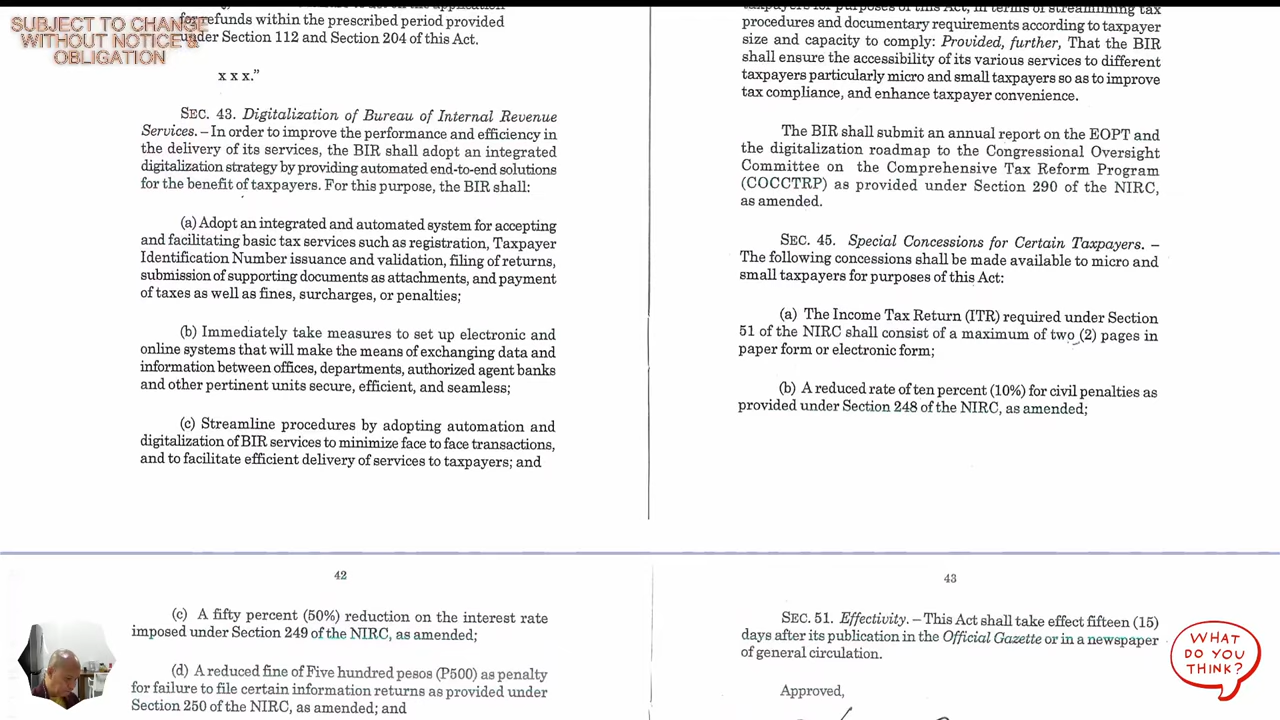 SUBJECT TO CHANGE
WITHOUT NOTICE &
OBLIGATION
for refunds within the prescribed period provided
under Section 112 and Section 204 of this Act.
x x x.”
SEC. 43. Digitalization of Bureau of Internal Revenue
Services. – In order to improve the performance and efficiency in
the delivery of its services, the BIR shall adopt an integrated
digitalization strategy by providing automated end-to-end solutions
for the benefit of taxpayers. For this purpose, the BIR shall:
(a) Adopt an integrated and automated system for accepting
and facilitating basic tax services such as registration, Taxpayer
Identification Number issuance and validation, filing of returns,
submission of supporting documents as attachments, and payment
of taxes as well as fines, surcharges, or penalties;
(b) Immediately take measures to set up electronic and
online systems that will make the means of exchanging data and
information between offices, departments, authorized agent banks
and other pertinent units secure, efficient, and seamless;
(c) Streamline procedures by adopting automation and
digitalization of BIR services to minimize face to face transactions,
and to facilitate efficient delivery of services to taxpayers; and
taxpayers for purposes of this Act, in terms of streamlining tax
procedures and documentary requirements according to taxpayer
size and capacity to comply: Provided, further, That the BIR
shall ensure the accessibility of its various services to different
taxpayers particularly micro and small taxpayers so as to improve
tax compliance, and enhance taxpayer convenience.
The BIR shall submit an annual report on the EOPT and
the digitalization roadmap to the Congressional Oversight
Committee on the Comprehensive Tax Reform Program
(COCCTRP) as provided under Section 290 of the NIRC,
as amended.
SEC. 45. Special Concessions for Certain Taxpayers. –
The following concessions shall be made available to micro and
small taxpayers for purposes of this Act:
(a) The Income Tax Return (ITR) required under Section
51 of the NIRC shall consist of a maximum of two (2) pages in
paper form or electronic form;
(b) A reduced rate of ten percent (10%) for civil penalties as
provided under Section 248 of the NIRC, as amended;
42
(c) A fifty percent (50%) reduction on the interest rate
imposed under Section 249 of the NIRC, as amended;
(d) A reduced fine of Five hundred pesos (P500) as penalty
for failure to file certain information returns as provided under
Section 250 of the NIRC, as amended; and
43
SEC. 51. Effectivity. – This Act shall take effect fifteen (15)
days after its publication in the Official Gazette or in a newspaper
of general circulation.
Approved,
WHAT
DO YOU
THINK?